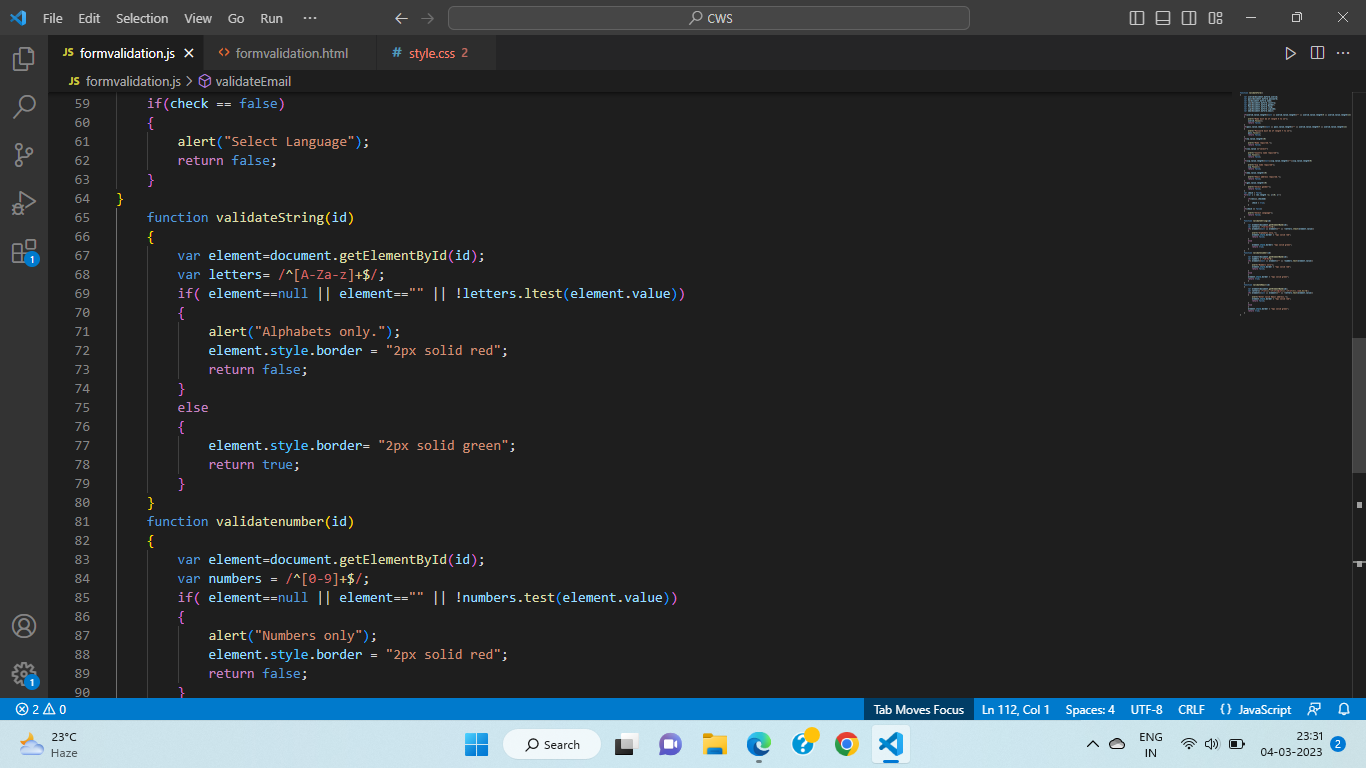 File Edit Selection View Go Run ··· CWS
JS formvalidation.js <> formvalidation.html # style.css 2
JS formvalidation.js > validateEmail
59 if(check == false)
60 {
61 alert("Select Language");
62 return false;
63 }
64 }
65 function validateString(id)
66 {
67 var element=document.getElementById(id);
68 var letters= /^[A-Za-z]+$/;
69 if( element==null || element=="" || !letters.ltest(element.value))
70 {
71 alert("Alphabets only.");
72 element.style.border = "2px solid red";
73 return false;
74 }
75 else
76 {
77 element.style.border= "2px solid green";
78 return true;
79 }
80 }
81 function validatenumber(id)
82 {
83 var element=document.getElementById(id);
84 var numbers = /^[0-9]+$/;
85 if( element==null || element=="" || !numbers.test(element.value))
86 {
87 alert("Numbers only");
88 element.style.border = "2px solid red";
89 return false;
90 }
1
1
2 0 Tab Moves Focus Ln 112, Col 1 Spaces: 4 UTF-8 CRLF {} JavaScript
23°C
Haze
Search
ENG
IN
23:31
04-03-2023
2